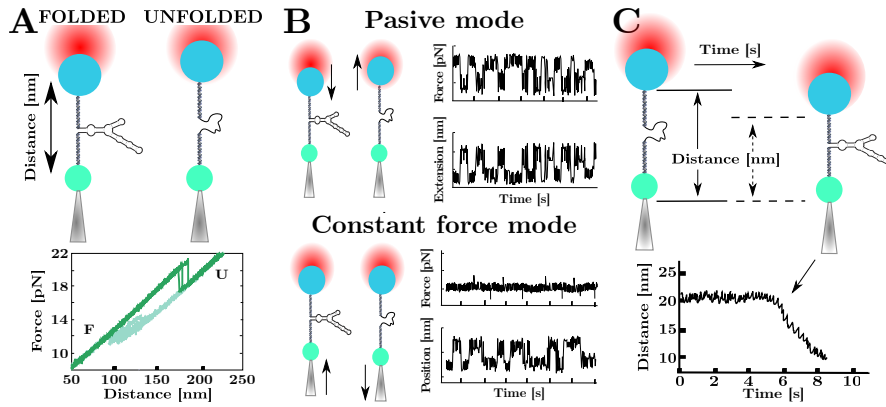 A
FOLDED
UNFOLDED
Distance [nm]
Force [pN]
22
18
14
10
F
U
50
100
150
200
250
Distance [nm]
B
Pasive mode
Force [pN]
Extension [nm]
Time [s]
Constant force mode
Force [pN]
Position [nm]
Time [s]
C
Time [s]
Distance [nm]
Distance [nm]
25
20
15
10
0
2
4
6
8
10
Time [s]